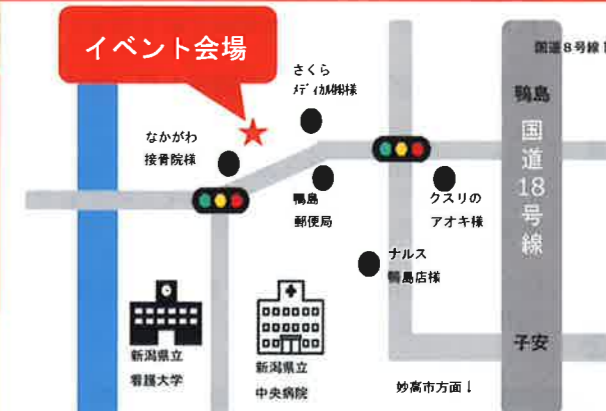 イベント会場
国道8号線
さくら
メディカル㈱様
鴨島
なかがわ
接骨院様
国道18号線
鴨島
郵便局
クスリの
アオキ様
ナルス
鴨島店様
子安
新潟県立
看護大学
新潟県立
中央病院
妙高市方面↓